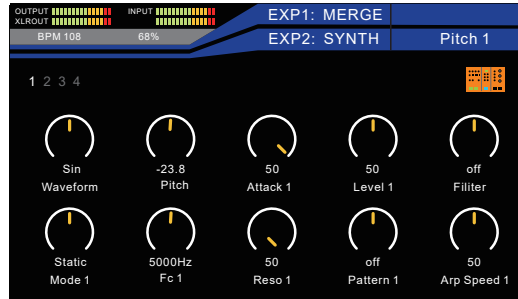 OUTPUT INPUT EXP1: MERGE
XLROUT
BPM 108 68% EXP2: SYNTH Pitch 1
1 2 3 4
Sin -23.8 50 50 off
Waveform Pitch Attack 1 Level 1 Filiter
Static 5000Hz 50 off 50
Mode 1 Fc 1 Reso 1 Pattern 1 Arp Speed 1